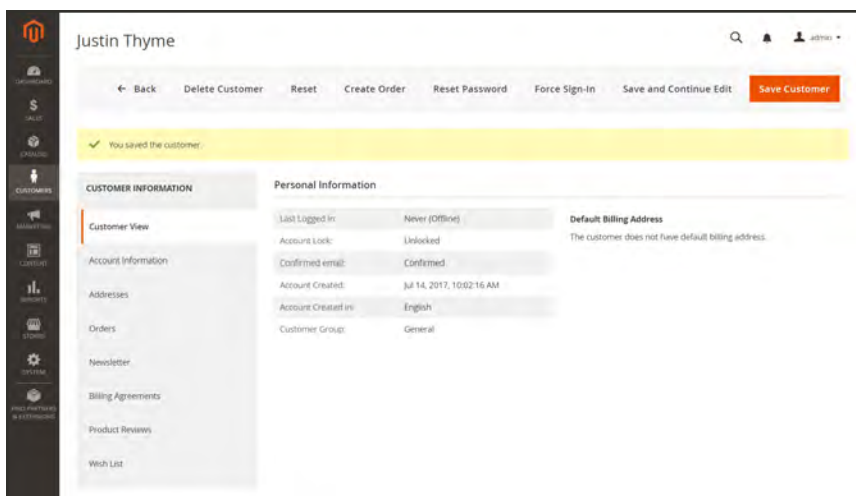 Justin Thyme
admin
DASHBOARD
SALES
CATALOG
CUSTOMERS
MARKETING
CONTENT
REPORTS
STORES
SYSTEM
FIND PARTNERS
& EXTENSIONS
Back Delete Customer Reset Create Order Reset Password Force Sign-In Save and Continue Edit Save Customer
You saved the customer.
CUSTOMER INFORMATION
Customer View
Account Information
Addresses
Orders
Newsletter
Billing Agreements
Product Reviews
Wish List
Personal Information
Last Logged In: Never (Offline)
Account Lock: Unlocked
Confirmed email: Confirmed
Account Created: Jul 14, 2017, 10:02:16 AM
Account Created in: English
Customer Group: General
Default Billing Address
The customer does not have default billing address.